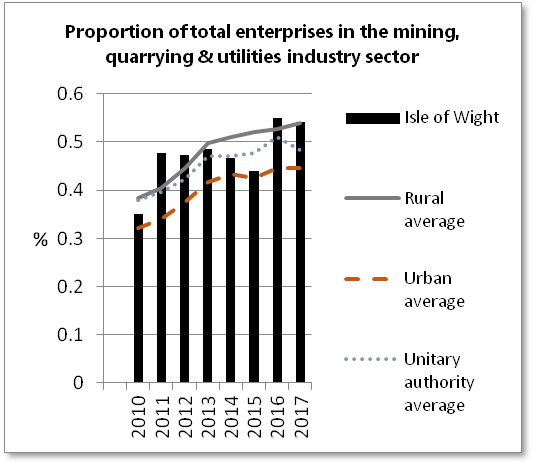 Proportion of total enterprises in the mining,
quarrying & utilities industry sector
0.6
0.5
0.4
0.3
0.2
0.1
0
%
2010
2011
2012
2013
2014
2015
2016
2017
Isle of Wight
Rural
average
Urban
average
Unitary
authority
average